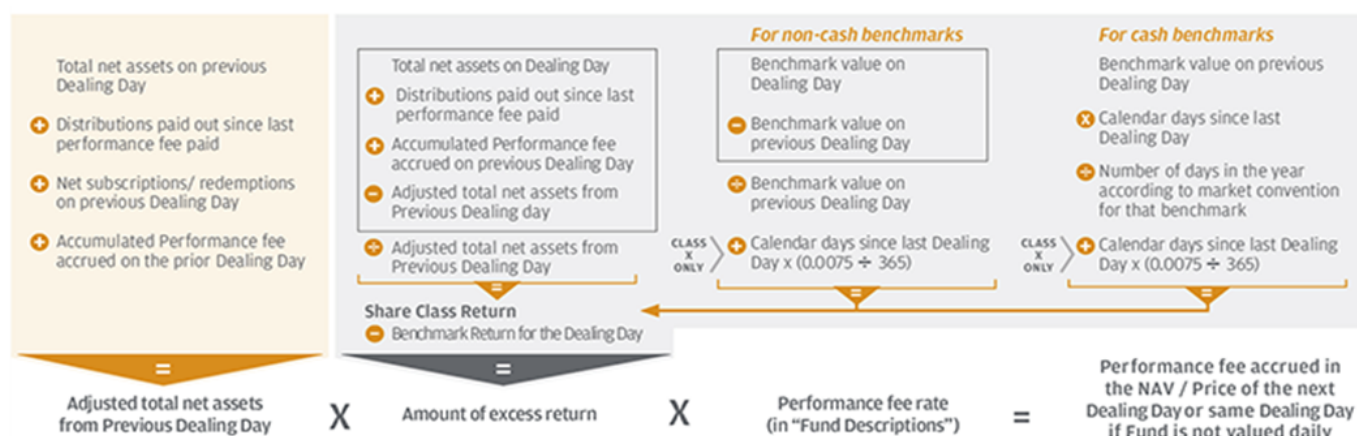 Total net assets on previous
Dealing Day
+ Distributions paid out since last
performance fee paid
+ Net subscriptions/ redemptions
on previous Dealing Day
+ Accumulated Performance fee
accrued on the prior Dealing Day
=
Adjusted total net assets
from Previous Dealing Day
X
Total net assets on Dealing Day
+ Distributions paid out since last
performance fee paid
+ Accumulated Performance fee
accrued on previous Dealing Day
− Adjusted total net assets from
Previous Dealing day
÷ Adjusted total net assets from
Previous Dealing Day
=
Share Class Return
− Benchmark Return for the Dealing Day
=
Amount of excess return
X
For non-cash benchmarks
Benchmark value on
Dealing Day
− Benchmark value on
previous Dealing Day
÷ Benchmark value on
previous Dealing Day
CLASS
X
ONLY
+ Calendar days since last Dealing
Day x (0.0075 ÷ 365)
=
For cash benchmarks
Benchmark value on previous
Dealing Day
x Calendar days since last
Dealing Day
÷ Number of days in the year
according to market convention
for that benchmark
CLASS
X
ONLY
+ Calendar days since last Dealing
Day x (0.0075 ÷ 365)
=
Performance fee rate
(in “Fund Descriptions”)
=
Performance fee accrued in
the NAV / Price of the next
Dealing Day or same Dealing Day
if Fund is not valued daily